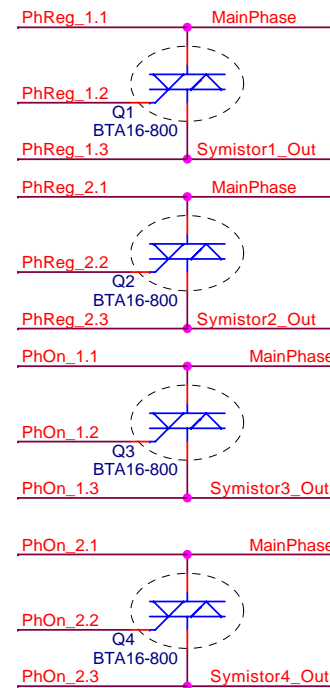 PhReg_1.1 MainPhase
PhReg_1.2
Q1
BTA16-800
PhReg_1.3 Symistor1_Out
PhReg_2.1 MainPhase
PhReg_2.2
Q2
BTA16-800
PhReg_2.3 Symistor2_Out
PhOn_1.1 MainPhase
PhOn_1.2
Q3
BTA16-800
PhOn_1.3 Symistor3_Out
PhOn_2.1 MainPhase
PhOn_2.2
Q4
BTA16-800
PhOn_2.3 Symistor4_Out